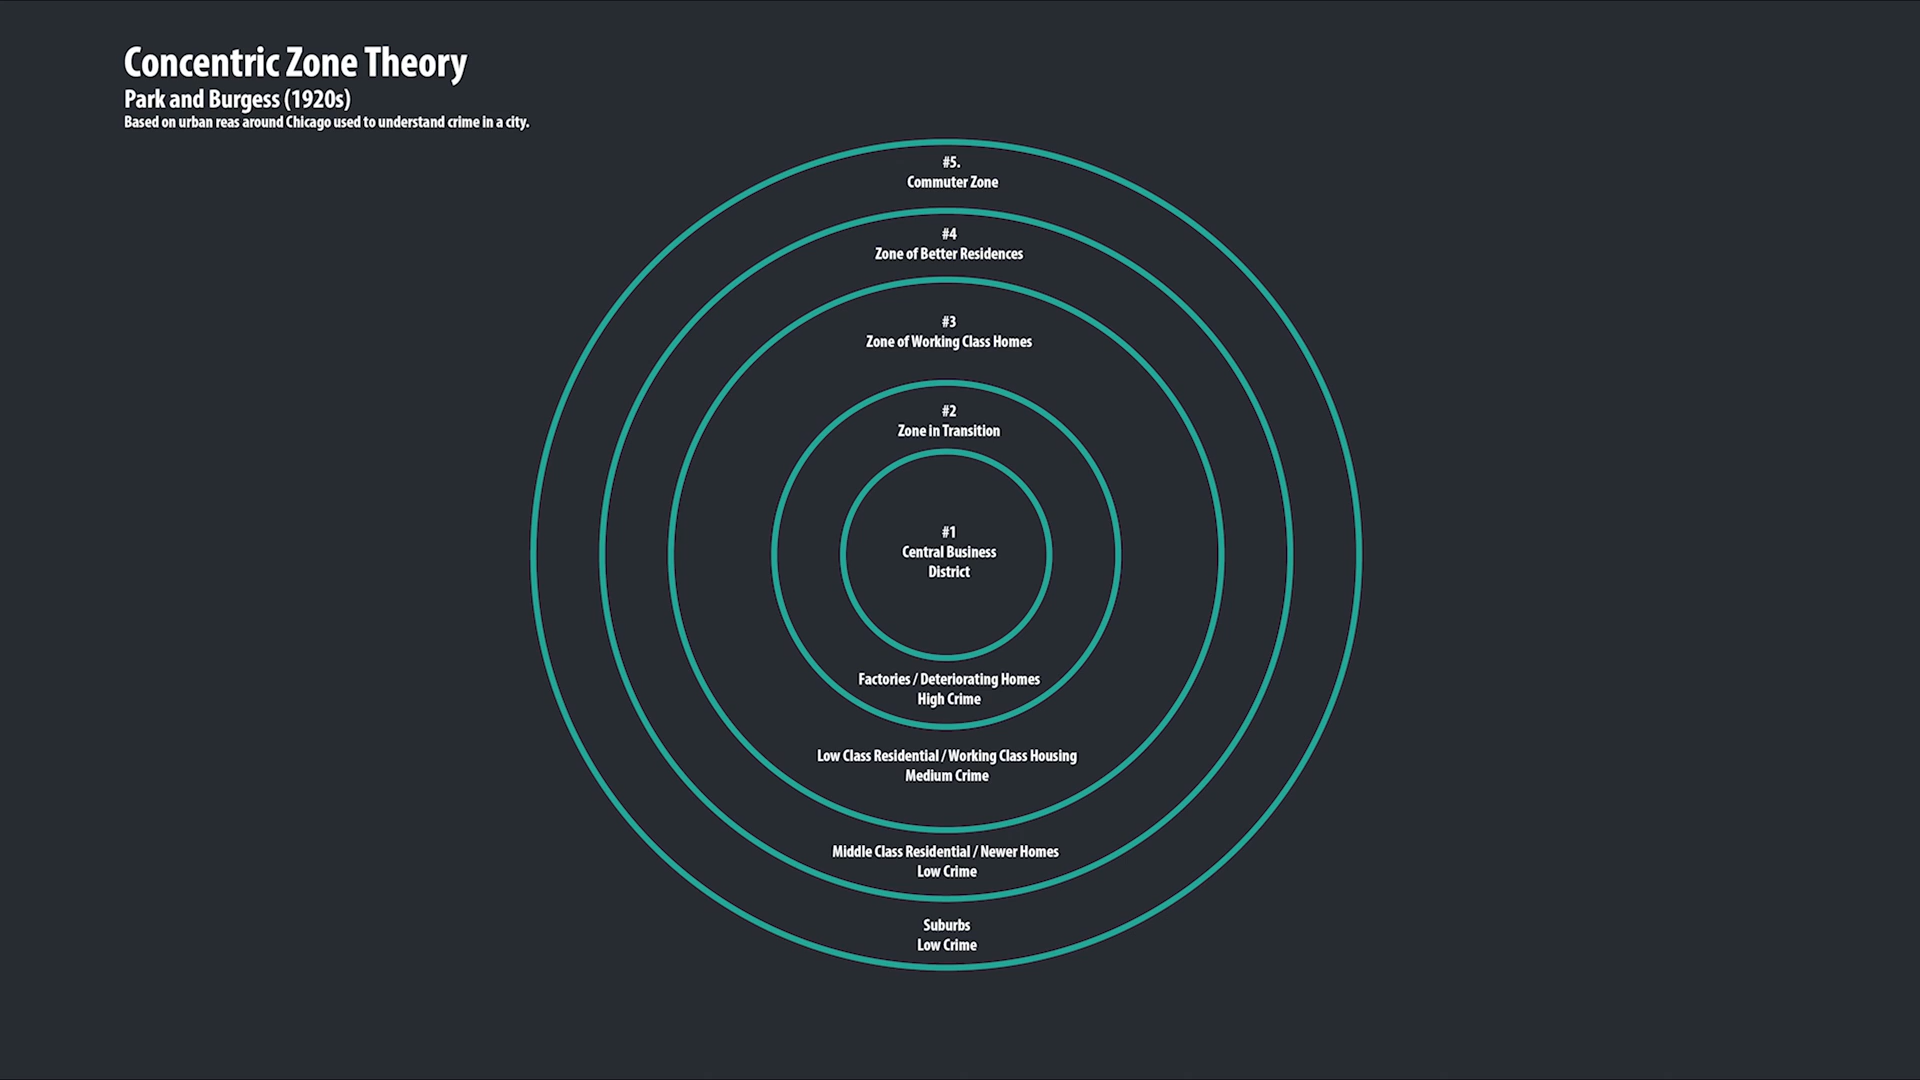 Concentric Zone Theory
Park and Burgess (1920s)
Based on urban reas around Chicago used to understand crime in a city.
#5.
Commuter Zone
#4
Zone of Better Residences
#3
Zone of Working Class Homes
#2
Zone in Transition
#1
Central Business
District
Factories / Deteriorating Homes
High Crime
Low Class Residential / Working Class Housing
Medium Crime
Middle Class Residential / Newer Homes
Low Crime
Suburbs
Low Crime